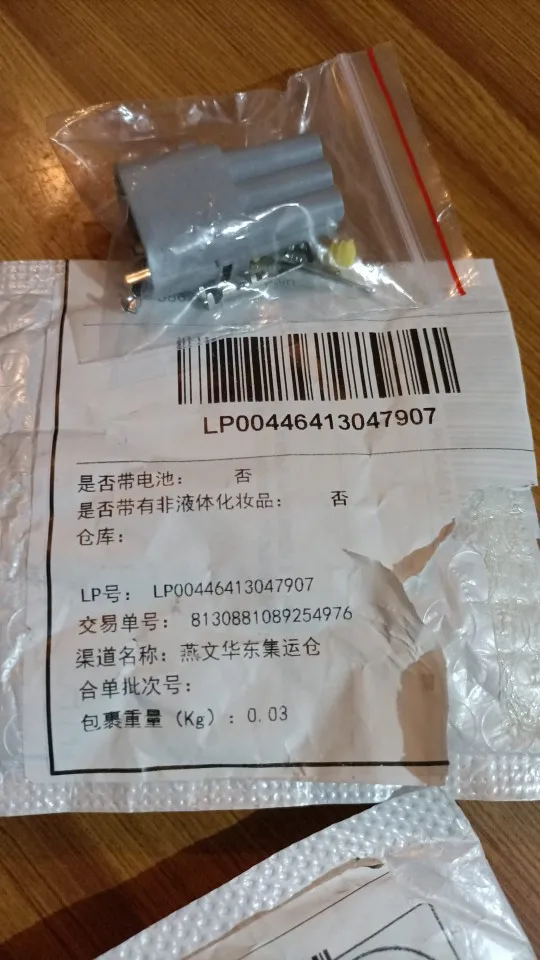 LP00446413047907
是否带电池： 否
是否带有非液体化妆品： 否
仓库：
LP号： LP00446413047907
交易单号： 8130881089254976
渠道名称：燕文华东集运仓
合单批次号：
包裹重量（Kg）：0.03